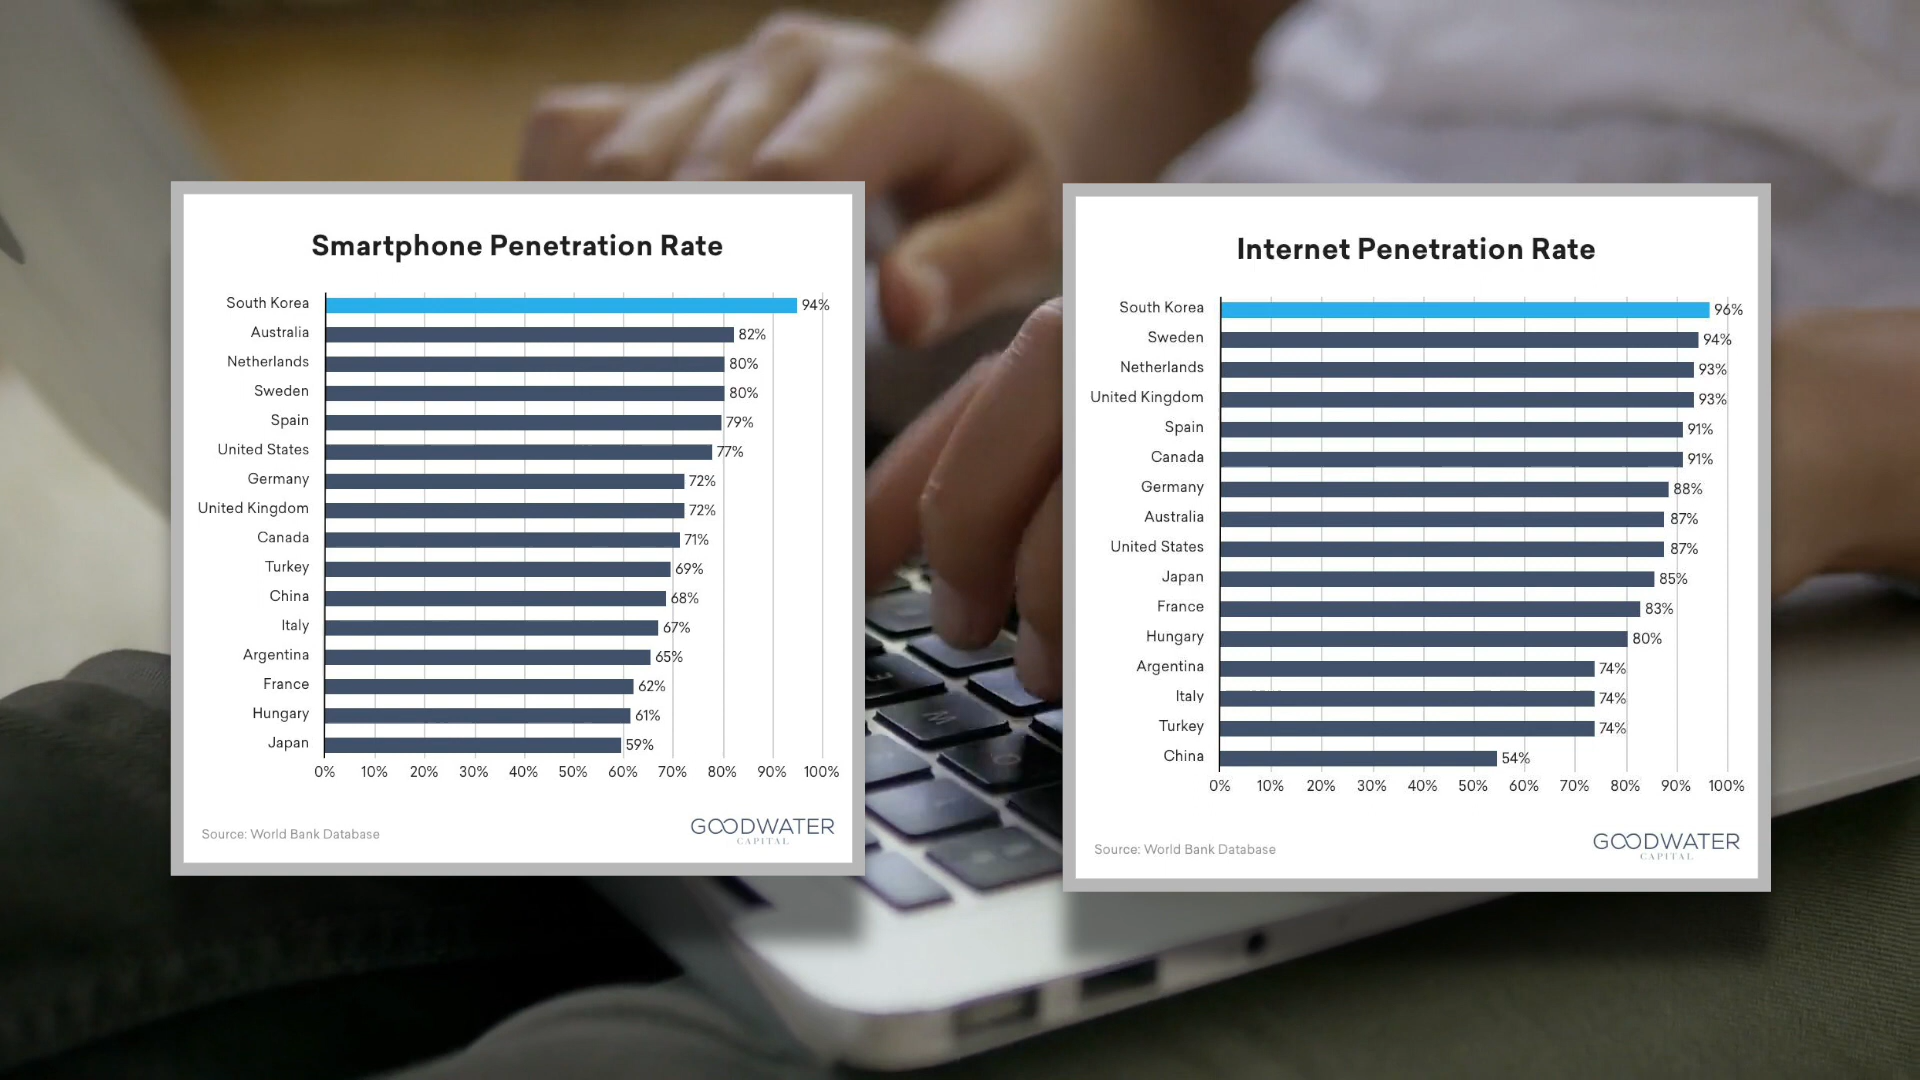 Smartphone Penetration Rate
South Korea 94%
Australia 82%
Netherlands 80%
Sweden 80%
Spain 79%
United States 77%
Germany 72%
United Kingdom 72%
Canada 71%
Turkey 69%
China 68%
Italy 67%
Argentina 65%
France 62%
Hungary 61%
Japan 59%
0% 10% 20% 30% 40% 50% 60% 70% 80% 90% 100%
Source: World Bank Database
GOODWATER
CAPITAL
Internet Penetration Rate
South Korea 96%
Sweden 94%
Netherlands 93%
United Kingdom 93%
Spain 91%
Canada 91%
Germany 88%
Australia 87%
United States 87%
Japan 85%
France 83%
Hungary 80%
Argentina 74%
Italy 74%
Turkey 74%
China 54%
0% 10% 20% 30% 40% 50% 60% 70% 80% 90% 100%
Source: World Bank Database
GOODWATER
CAPITAL